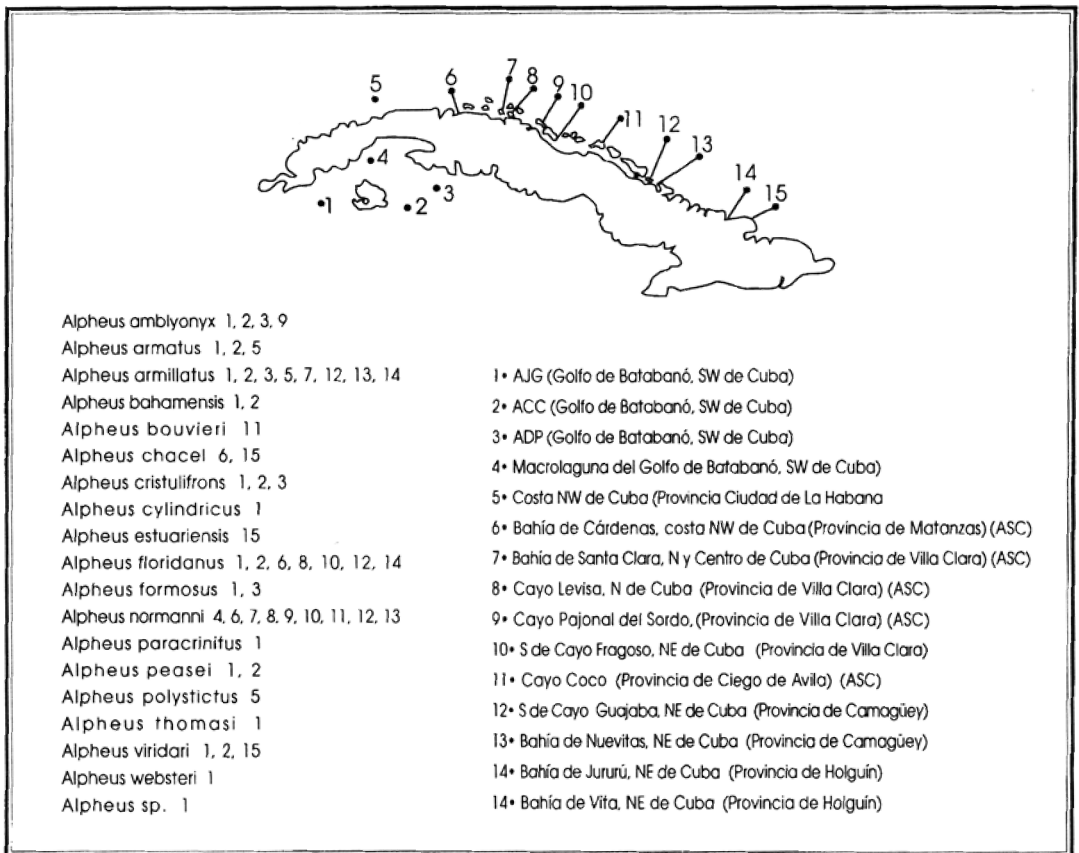 5
6
7
8
9
10
11
12
13
14
15
4
3
1
2
Alpheus amblyonyx 1, 2, 3, 9
Alpheus armatus 1, 2, 5
Alpheus armillatus 1, 2, 3, 5, 7, 12, 13, 14
Alpheus bahamensis 1, 2
Alpheus bouvieri 11
Alpheus chacel 6, 15
Alpheus cristulifrons 1, 2, 3
Alpheus cylindricus 1
Alpheus estuariensis 15
Alpheus floridanus 1, 2, 6, 8, 10, 12, 14
Alpheus formosus 1, 3
Alpheus normanni 4, 6, 7, 8. 9, 10, 11, 12, 13
Alpheus paracrinitus 1
Alpheus peasei 1, 2
Alpheus polystictus 5
Alpheus thomasi 1
Alpheus viridari 1, 2, 15
Alpheus websteri 1
Alpheus sp. 1
1• AJG (Golfo de Batabanó, SW de Cuba)
2• ACC (Golfo de Batabanó, SW de Cuba)
3• ADP (Golfo de Batabanó, SW de Cuba)
4• Macrolaguna del Golfo de Batabanó, SW de Cuba)
5• Costa NW de Cuba (Provincia Ciudad de La Habana
6• Bahía de Cárdenas, costa NW de Cuba (Provincia de Matanzas) (ASC)
7• Bahía de Santa Clara, N y Centro de Cuba (Provincia de Villa Clara) (ASC)
8• Cayo Levisa, N de Cuba (Provincia de Villa Clara) (ASC)
9• Cayo Pajonal del Sordo, (Provincia de Villa Clara) (ASC)
10• S de Cayo Fragoso, NE de Cuba (Provincia de Villa Clara)
11• Cayo Coco (Provincia de Ciego de Avila) (ASC)
12• S de Cayo Guajaba, NE de Cuba (Provincia de Camagüey)
13• Bahía de Nuevitas, NE de Cuba (Provincia de Camagüey)
14• Bahía de Jururú, NE de Cuba (Provincia de Holguín)
14• Bahía de Vita, NE de Cuba (Provincia de Holguín)